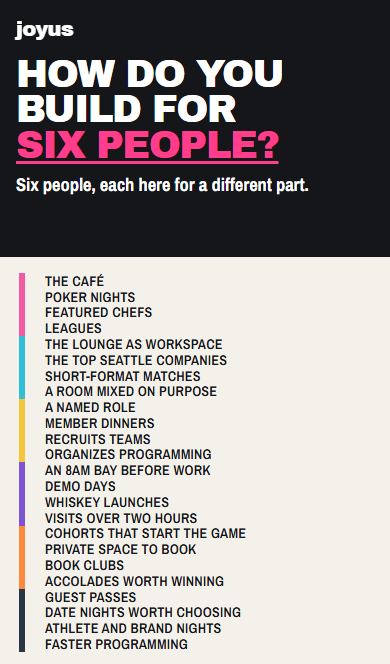 joyus
HOW DO YOU
BUILD FOR
SIX PEOPLE?
Six people, each here for a different part.
THE CAFÉ
POKER NIGHTS
FEATURED CHEFS
LEAGUES
THE LOUNGE AS WORKSPACE
THE TOP SEATTLE COMPANIES
SHORT-FORMAT MATCHES
A ROOM MIXED ON PURPOSE
A NAMED ROLE
MEMBER DINNERS
RECRUITS TEAMS
ORGANIZES PROGRAMMING
AN 8AM BAY BEFORE WORK
DEMO DAYS
WHISKEY LAUNCHES
VISITS OVER TWO HOURS
COHORTS THAT START THE GAME
PRIVATE SPACE TO BOOK
BOOK CLUBS
ACCOLADES WORTH WINNING
GUEST PASSES
DATE NIGHTS WORTH CHOOSING
ATHLETE AND BRAND NIGHTS
FASTER PROGRAMMING